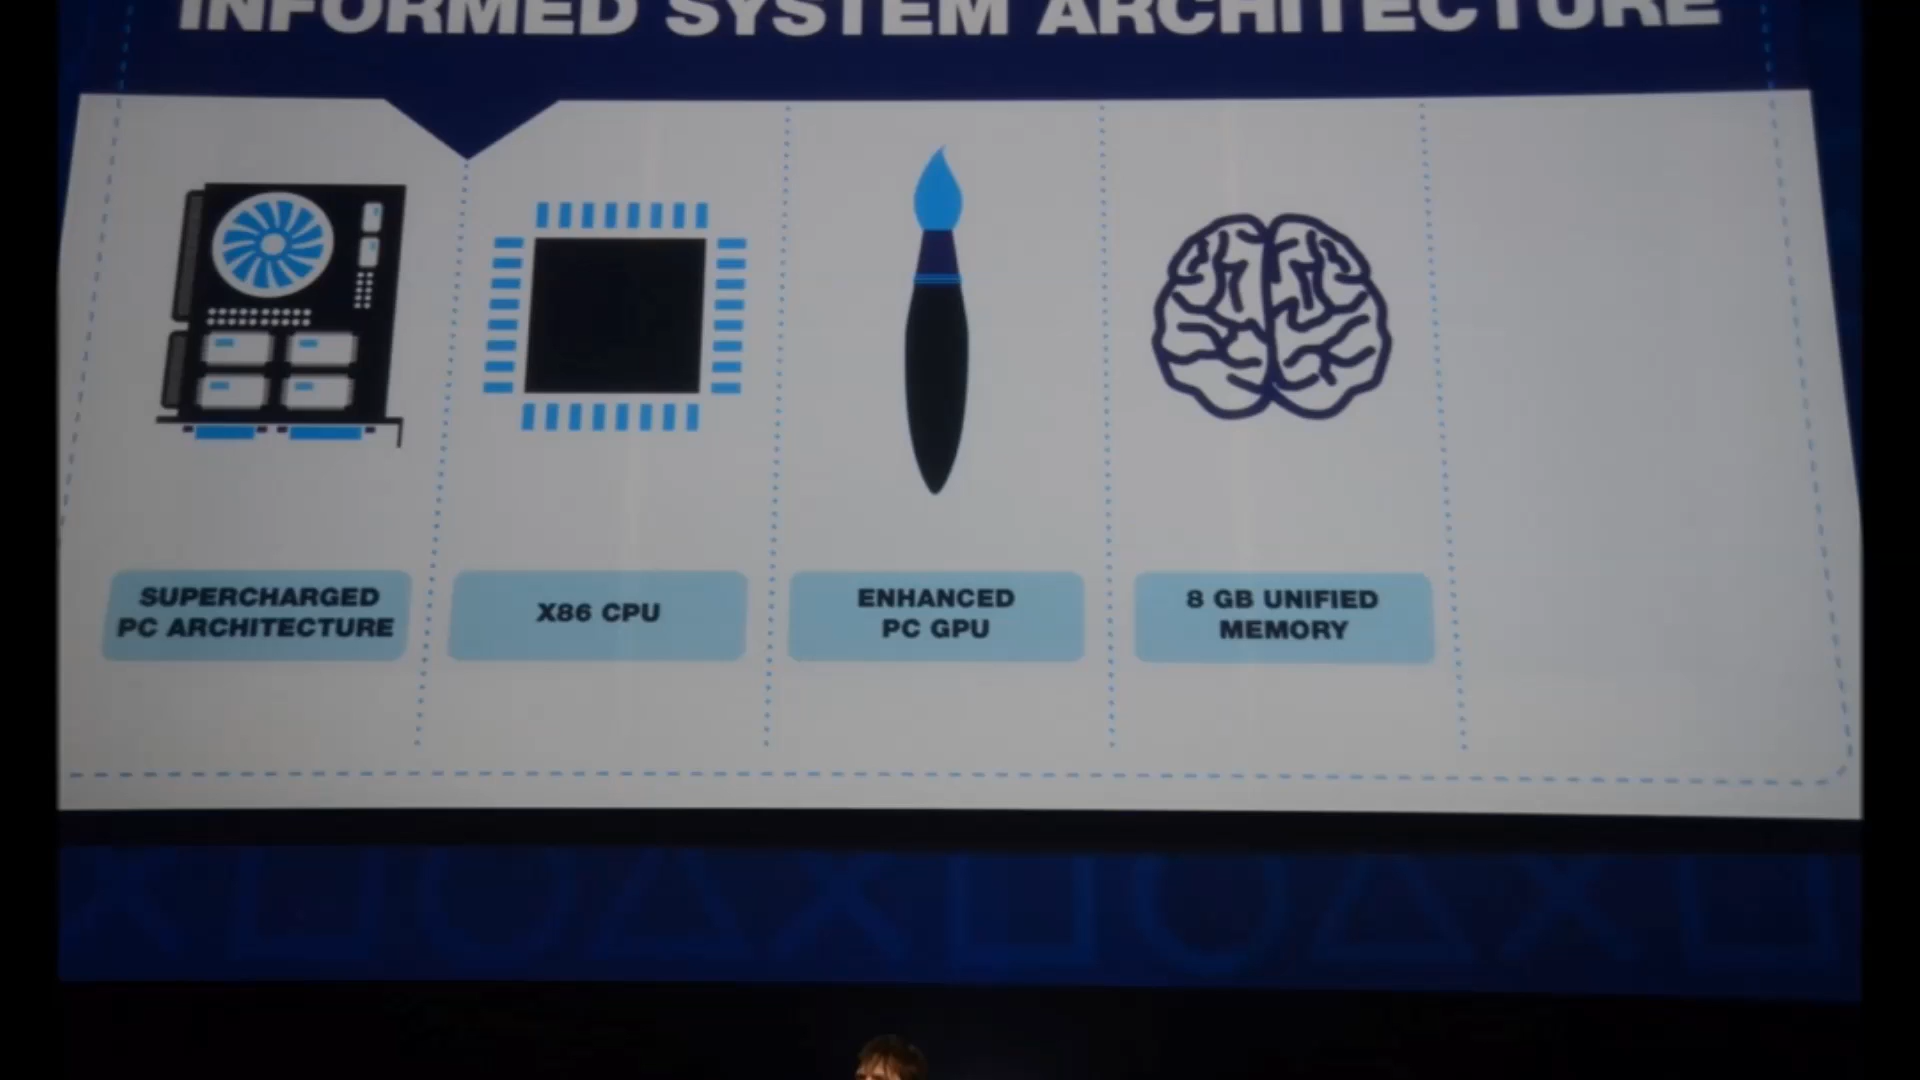 INFORMED SYSTEM ARCHITECTURE
SUPERCHARGED
PC ARCHITECTURE
X86 CPU
ENHANCED
PC GPU
8 GB UNIFIED
MEMORY